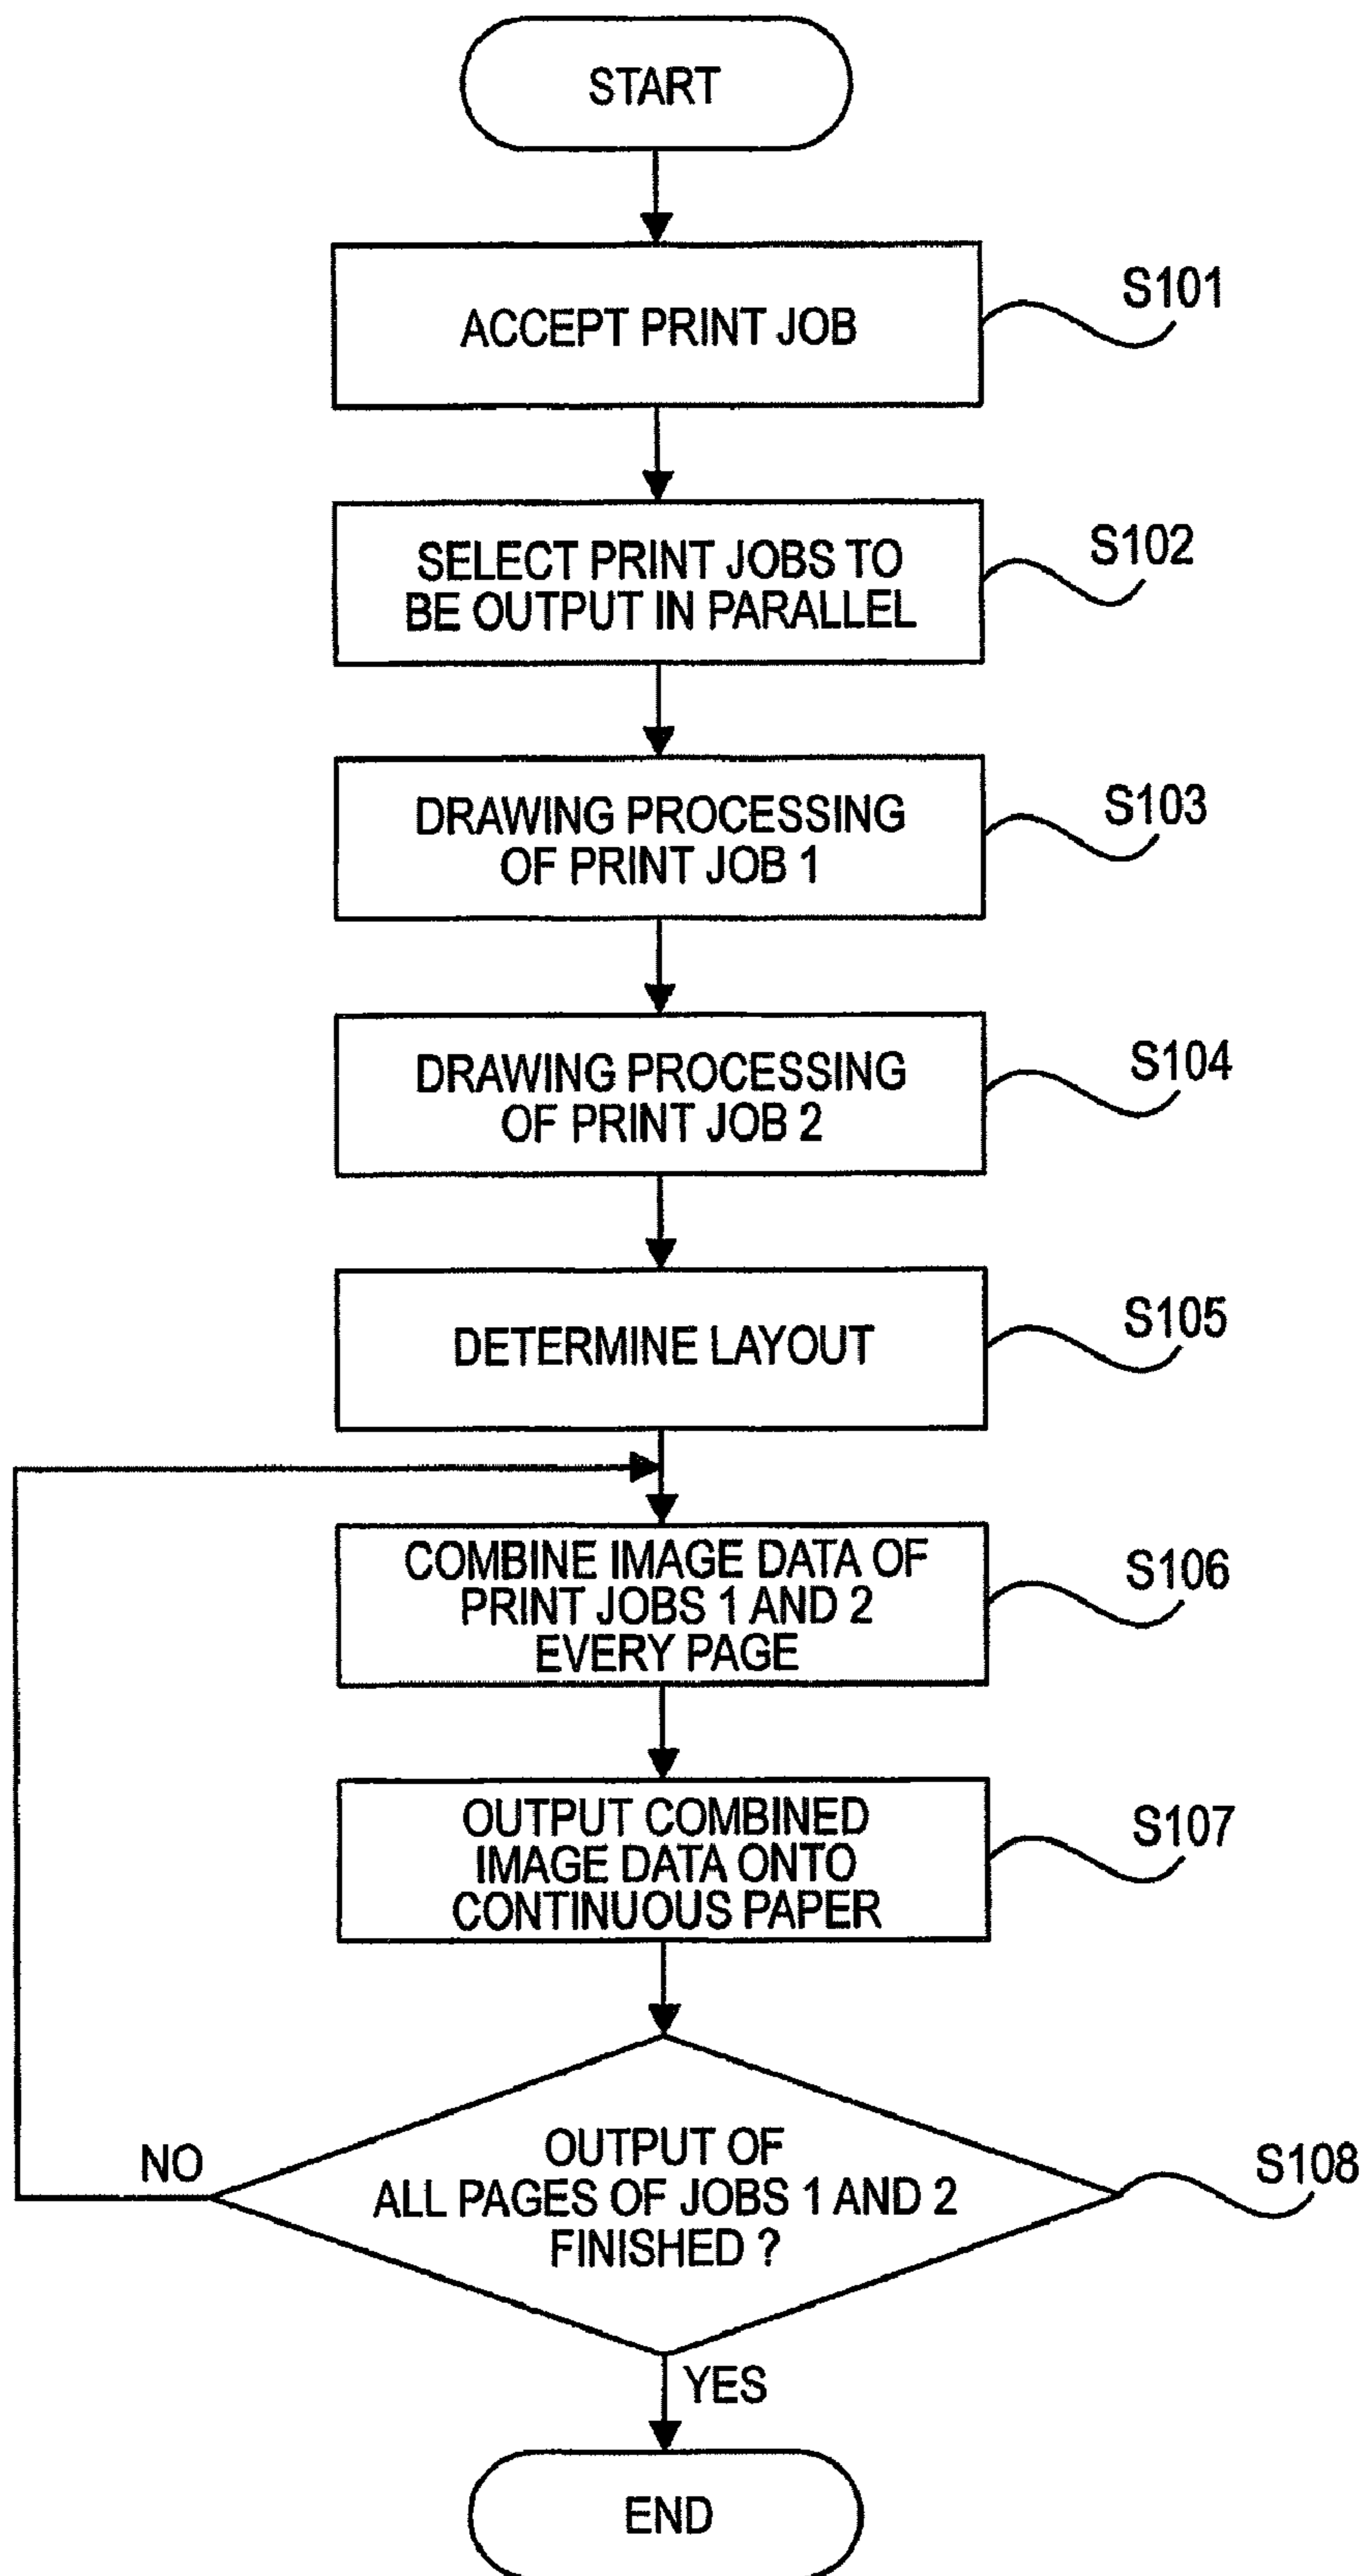 START
ACCEPT PRINT JOB
S101
SELECT PRINT JOBS TO
BE OUTPUT IN PARALLEL
S102
DRAWING PROCESSING
OF PRINT JOB 1
S103
DRAWING PROCESSING
OF PRINT JOB 2
S104
DETERMINE LAYOUT
S105
COMBINE IMAGE DATA OF
PRINT JOBS 1 AND 2
EVERY PAGE
S106
OUTPUT COMBINED
IMAGE DATA ONTO
CONTINUOUS PAPER
S107
OUTPUT OF
ALL PAGES OF JOBS 1 AND 2
FINISHED ?
S108
NO
YES
END